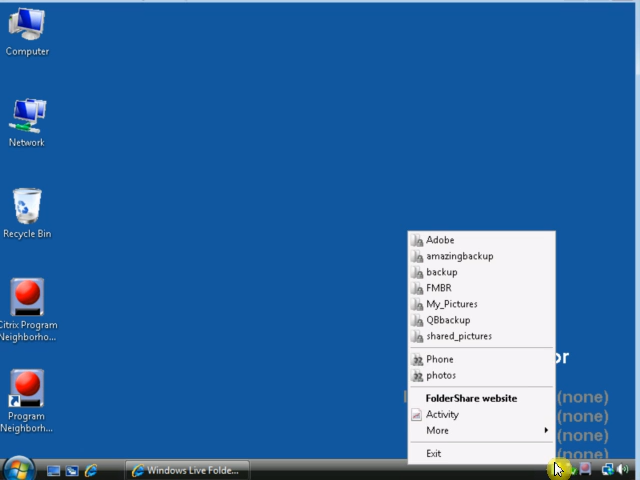 Computer
Network
Recycle Bin
Citrix Program
Neighborho...
Program
Neighborh...
Adobe
amazingbackup
backup
FMBR
My_Pictures
QBbackup
shared_pictures
Phone
photos
FolderShare website
Activity
More
Exit
or
(none)
(none)
(none)
(none)
Windows Live Folde...